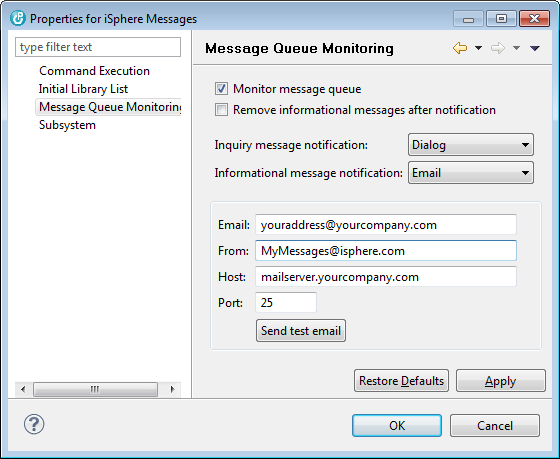 Properties for iSphere Messages
type filter text
Command Execution
Initial Library List
Message Queue Monitoring
Subsystem
Message Queue Monitoring
Monitor message queue
Remove informational messages after notification
Inquiry message notification: Dialog
Informational message notification: Email
Email: youraddress@yourcompany.com
From: MyMessages@isphere.com
Host: mailserver.yourcompany.com
Port: 25
Send test email
Restore Defaults Apply
? OK Cancel